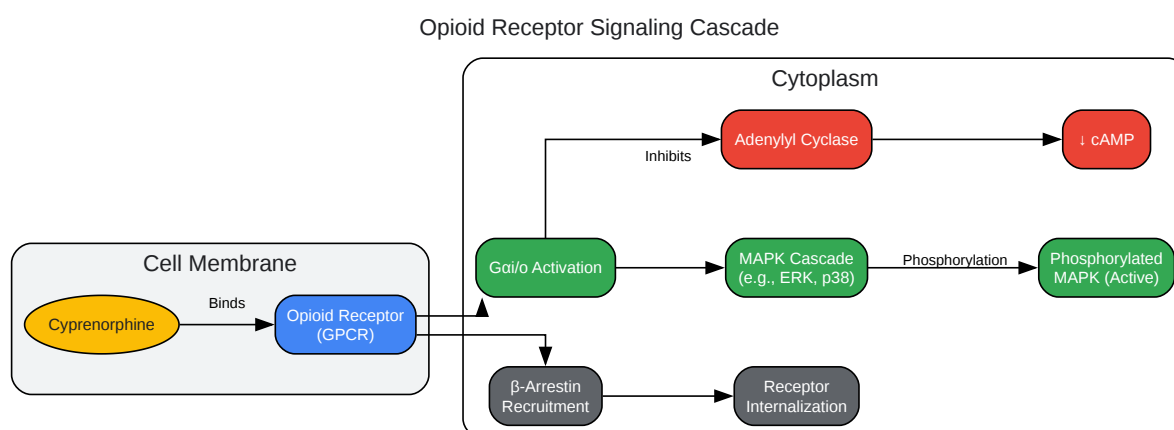 Opioid Receptor Signaling Cascade
Cytoplasm
Adenylyl Cyclase
↓ cAMP
Inhibits
Cell Membrane
Gαi/o Activation
MAPK Cascade
(e.g., ERK, p38)
Phosphorylation
Phosphorylated
MAPK (Active)
Cyprenorphine
Binds
Opioid Receptor
(GPCR)
β-Arrestin
Recruitment
Receptor
Internalization